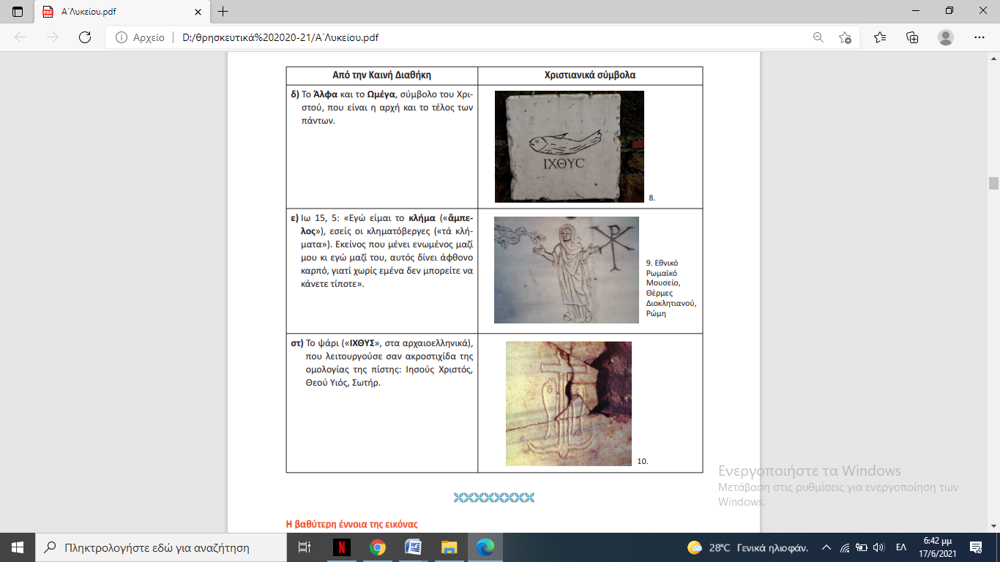 Α΄Λυκείου.pdf
Αρχείο
D:/θρησκευτικά%202020-21/Α΄Λυκείου.pdf
Από την Καινή Διαθήκη
Χριστιανικά σύμβολα
δ) Το Άλφα και το Ωμέγα, σύμβολο του Χρι-
στού, που είναι η αρχή και το τέλος των
πάντων.
ΙΧΘΥC
8.
ε) Ιω 15, 5: «Εγώ είμαι το κλήμα («ἄμπε-
λος»), εσείς οι κληματόβεργες («τά κλή-
ματα»). Εκείνος που μένει ενωμένος μαζί
μου κι εγώ μαζί του, αυτός δίνει άφθονο
καρπό, γιατί χωρίς εμένα δεν μπορείτε να
κάνετε τίποτε».
9. Εθνικό
Ρωμαϊκό
Μουσείο,
Θέρμες
Διοκλητιανού,
Ρώμη
στ) Το ψάρι («ΙΧΘΥΣ», στα αρχαιοελληνικά),
που λειτουργούσε σαν ακροστιχίδα της
ομολογίας της πίστης: Ιησούς Χριστός,
Θεού Υιός, Σωτήρ.
10.
Η βαθύτερη έννοια της εικόνας
Ενεργοποιήστε τα Windows
Μετάβαση στις ρυθμίσεις για ενεργοποίηση των
Windows.
Πληκτρολογήστε εδώ για αναζήτηση
28°C Γενικά ηλιοφάν.
ΕΛ
6:42 μμ
17/6/2021